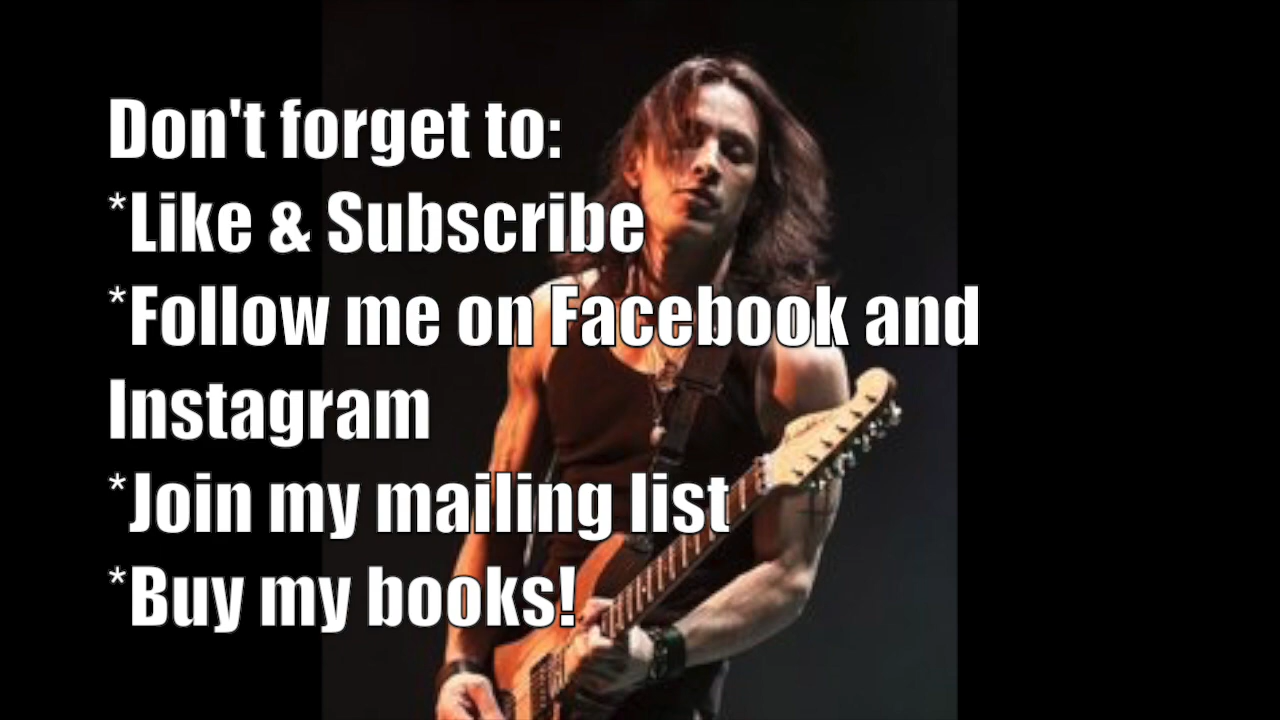 Don't forget to:
*Like & Subscribe
*Follow me on Facebook and
Instagram
*Join my mailing list
*Buy my books!